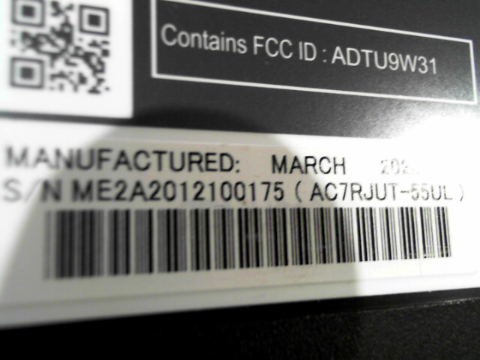 Contains FCC ID : ADTU9W31
MANUFACTURED: MARCH
S/N ME2A2012100175 ( AC7RJUT-55UL )